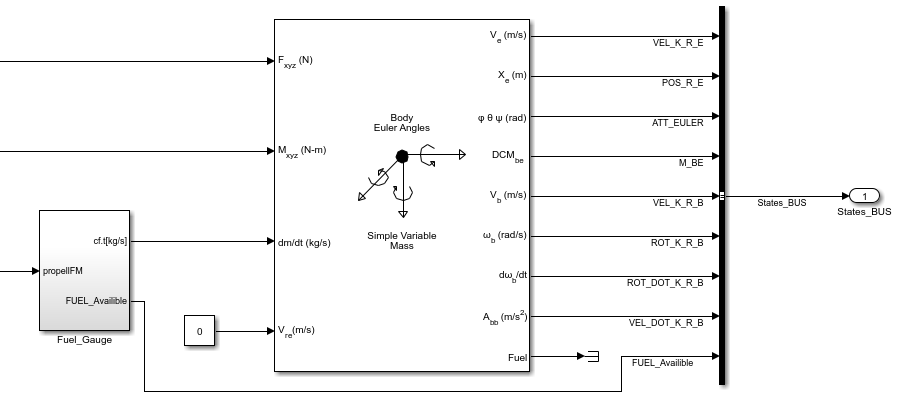 V_e (m/s)
VEL_K_R_E
F_xyz (N)
X_e (m)
POS_R_E
φ θ ψ (rad)
ATT_EULER
Body
Euler Angles
M_xyz (N-m)
DCM_be
M_BE
V_b (m/s)
VEL_K_R_B
States_BUS
1
States_BUS
cf.t[kg/s]
dm/dt (kg/s)
Simple Variable
Mass
ω_b (rad/s)
ROT_K_R_B
propellFM
dω_b/dt
ROT_DOT_K_R_B
FUEL_Availible
Fuel_Gauge
0
V_re(m/s)
A_bb (m/s²)
VEL_DOT_K_R_B
Fuel
FUEL_Availible